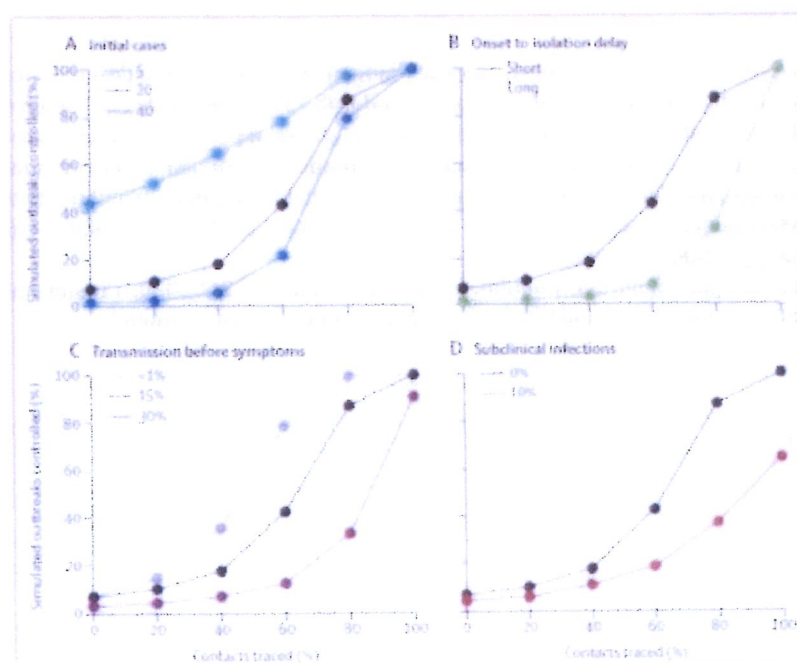 A Initial cases
5
20
40
100
80
60
40
20
0
Simulated outbreaks controlled (%)
B Onset to isolation delay
Short
Long
C Transmission before symptoms
<1%
15%
30%
100
80
60
40
20
0
Simulated outbreaks controlled (%)
0 20 40 60 80 100
Contacts traced (%)
D Subclinical infections
0%
10%
0 20 40 60 80 100
Contacts traced (%)